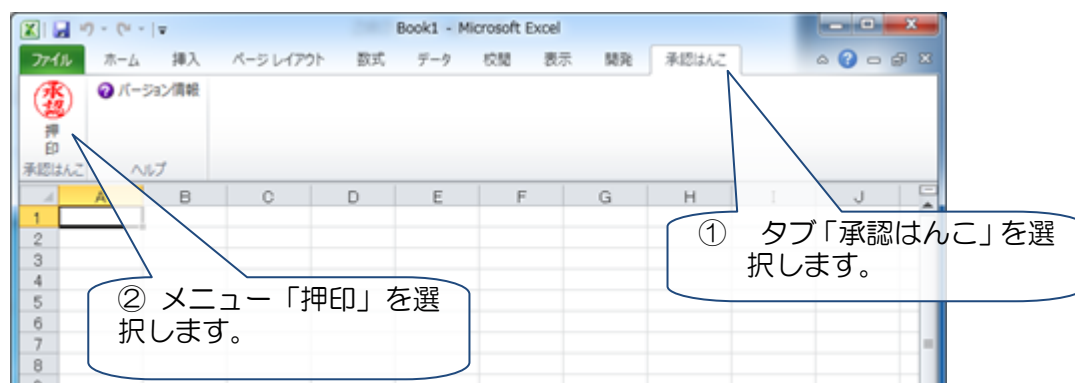 Book1 - Microsoft Excel
ファイル ホーム 挿入 ページ レイアウト 数式 データ 校閲 表示 開発 承認はんこ
承認
バージョン情報
押
印
承認はんこ ヘルプ
A B C D E F G H I J
1
2
3
4
5
6
7
8
① タブ「承認はんこ」を選
択します。
② メニュー「押印」を選
択します。